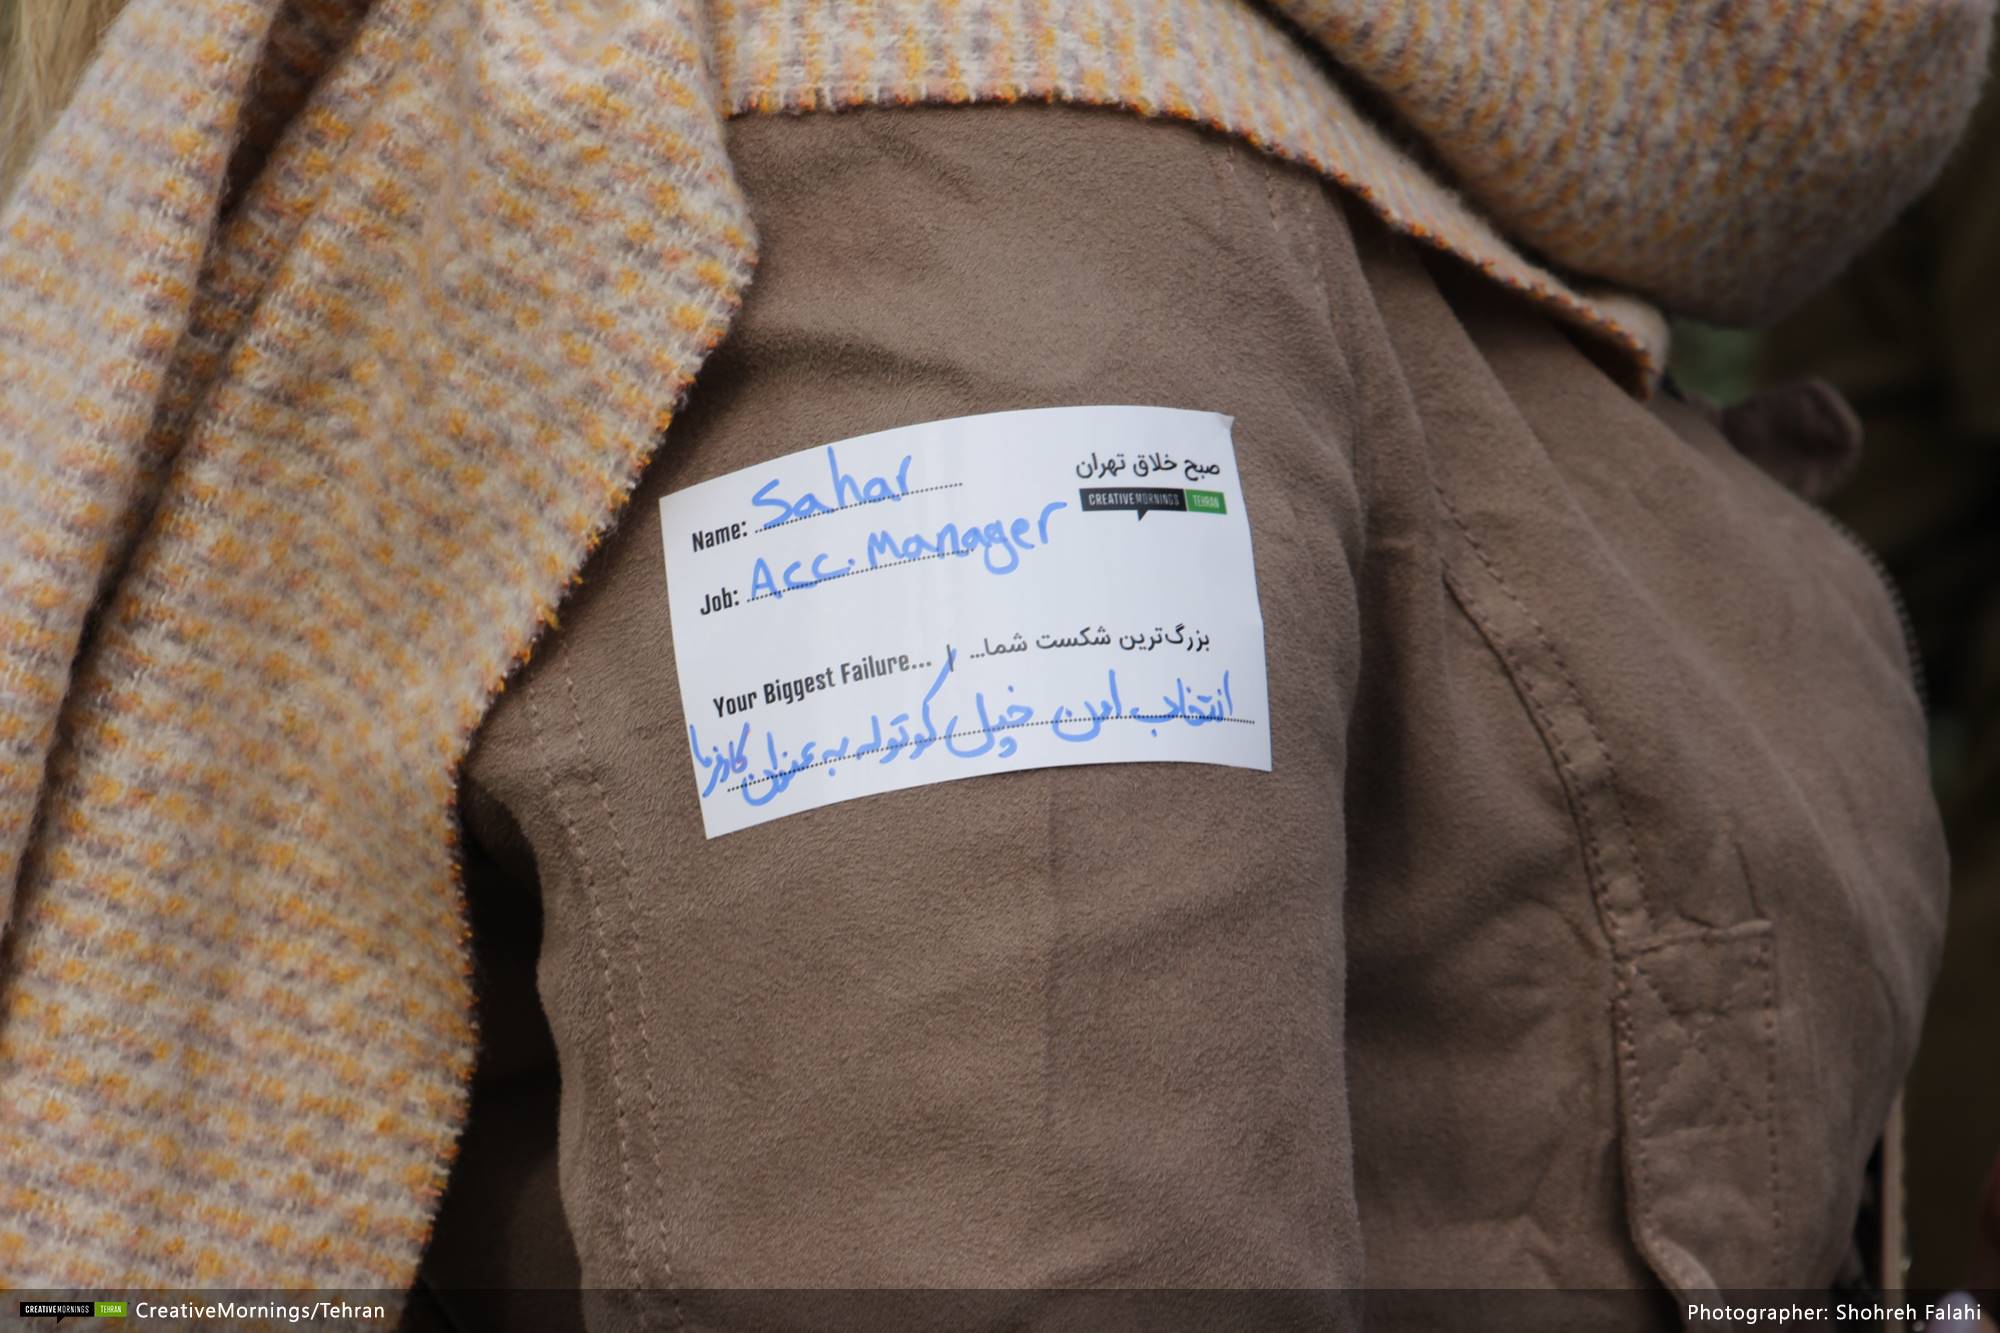 صبح خلاق تهران
CREATIVEMORNINGS TEHRAN
Name: Sahar
Job: Acc. Manager
Your Biggest Failure... | بزرگ‌ترین شکست شما...
انتخاب این خیل کوتوله به عنوان کارفرما
CREATIVEMORNINGS TEHRAN CreativeMornings/Tehran
Photographer: Shohreh Falahi